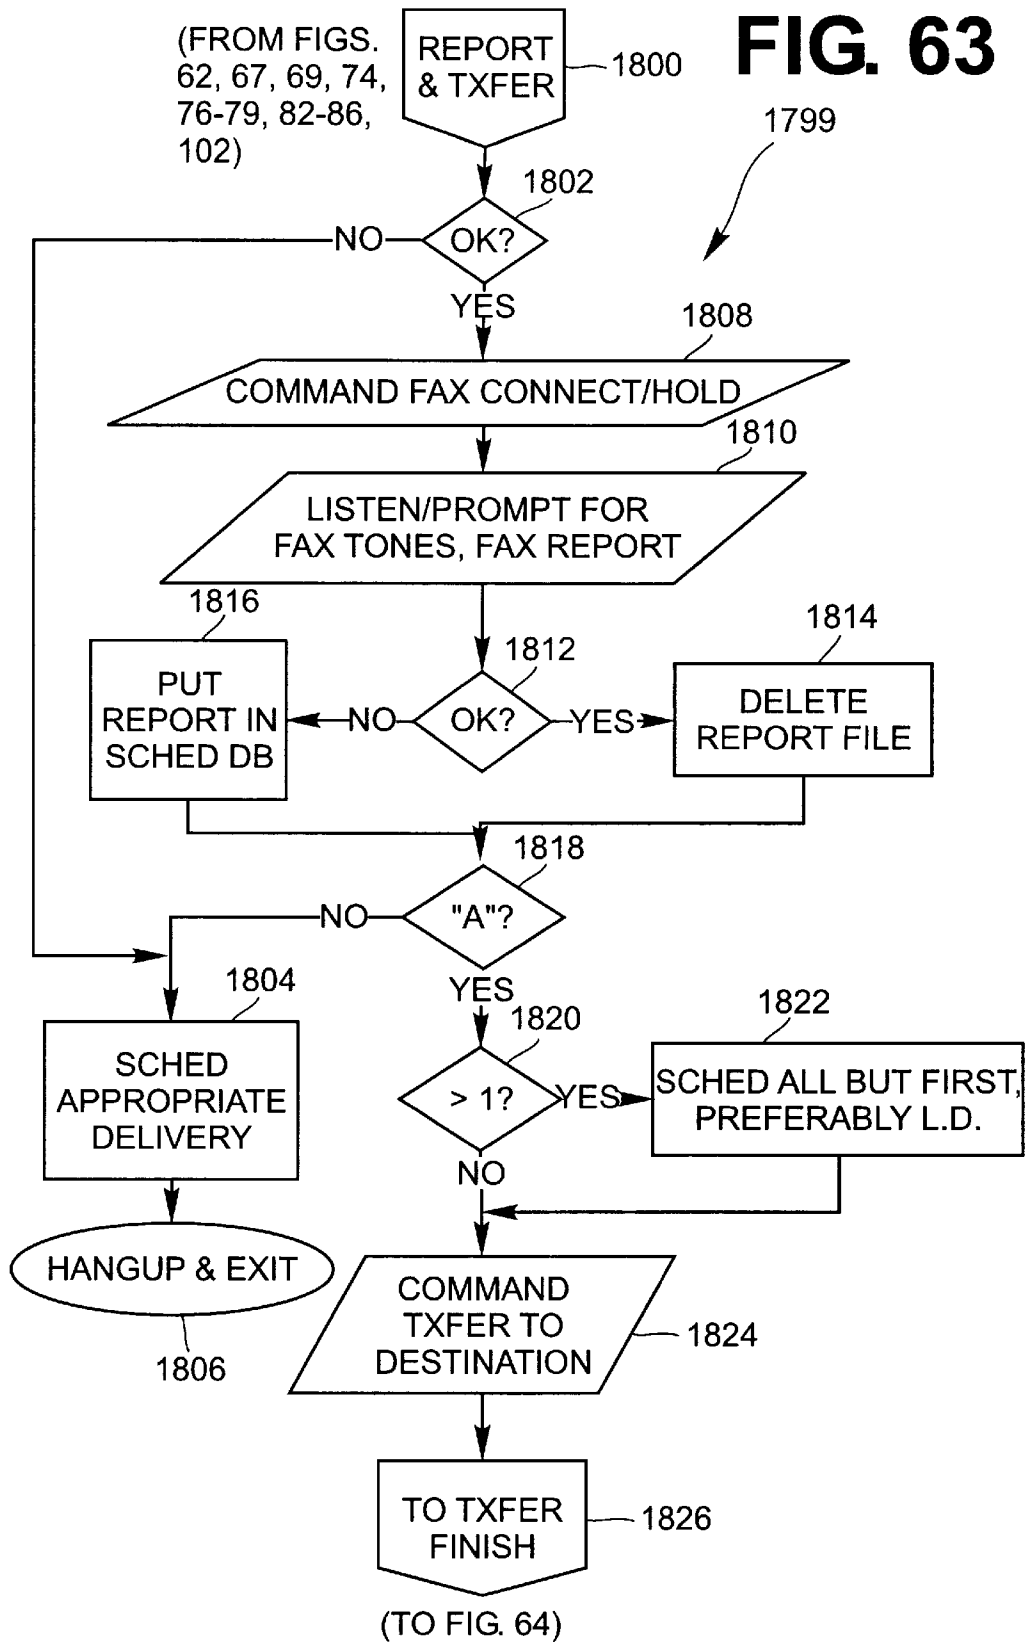 FIG. 63
(FROM FIGS.
62, 67, 69, 74,
76-79, 82-86,
102)
REPORT
& TXFER
1800
1799
1802
OK?
NO
YES
1808
COMMAND FAX CONNECT/HOLD
1810
LISTEN/PROMPT FOR
FAX TONES, FAX REPORT
1816
PUT
REPORT IN
SCHED DB
1812
OK?
NO
YES
1814
DELETE
REPORT FILE
1818
"A"?
NO
YES
1804
SCHED
APPROPRIATE
DELIVERY
1820
> 1?
YES
NO
1822
SCHED ALL BUT FIRST,
PREFERABLY L.D.
HANGUP & EXIT
1806
COMMAND
TXFER TO
DESTINATION
1824
TO TXFER
FINISH
1826
(TO FIG. 64)